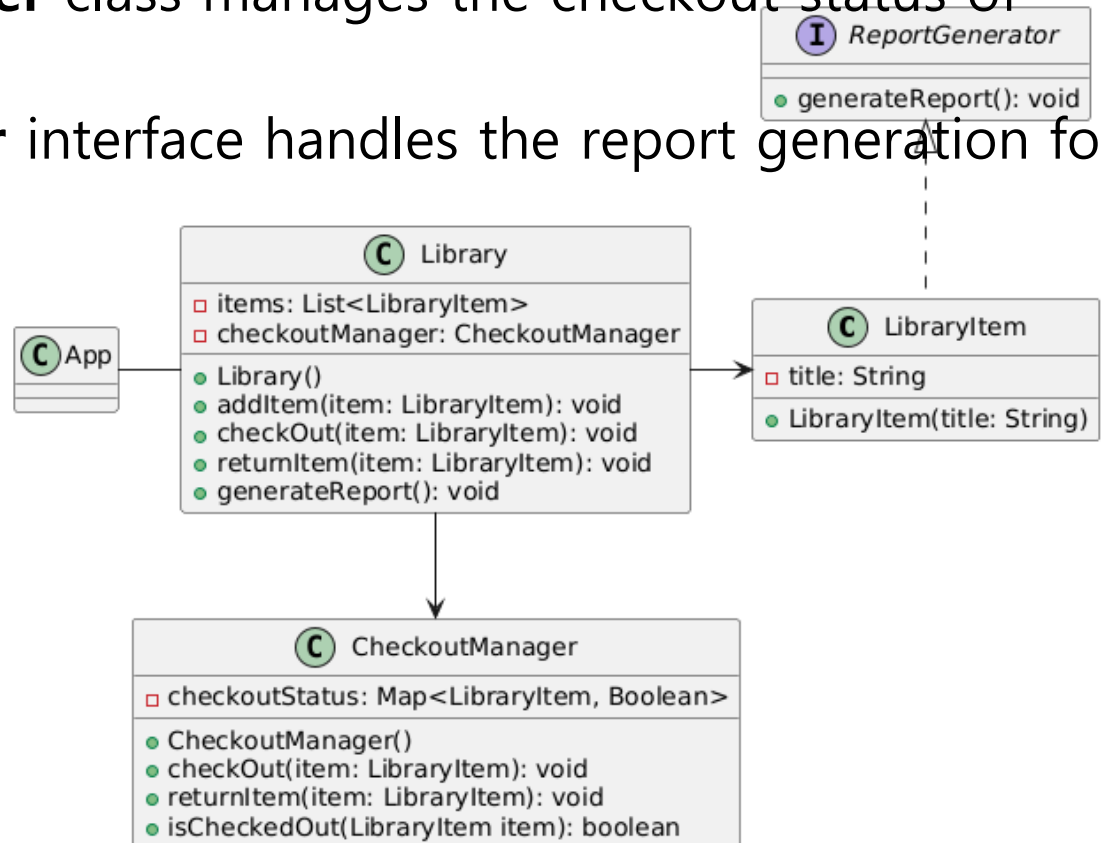 er class manages the checkout status of
I ReportGenerator
+ generateReport(): void
r interface handles the report generation fo
C Library
items: List<LibraryItem>
checkoutManager: CheckoutManager
Library()
addItem(item: LibraryItem): void
checkOut(item: LibraryItem): void
returnItem(item: LibraryItem): void
generateReport(): void
C App
C LibraryItem
title: String
LibraryItem(title: String)
C CheckoutManager
checkoutStatus: Map<LibraryItem, Boolean>
CheckoutManager()
checkOut(item: LibraryItem): void
returnItem(item: LibraryItem): void
isCheckedOut(LibraryItem item): boolean